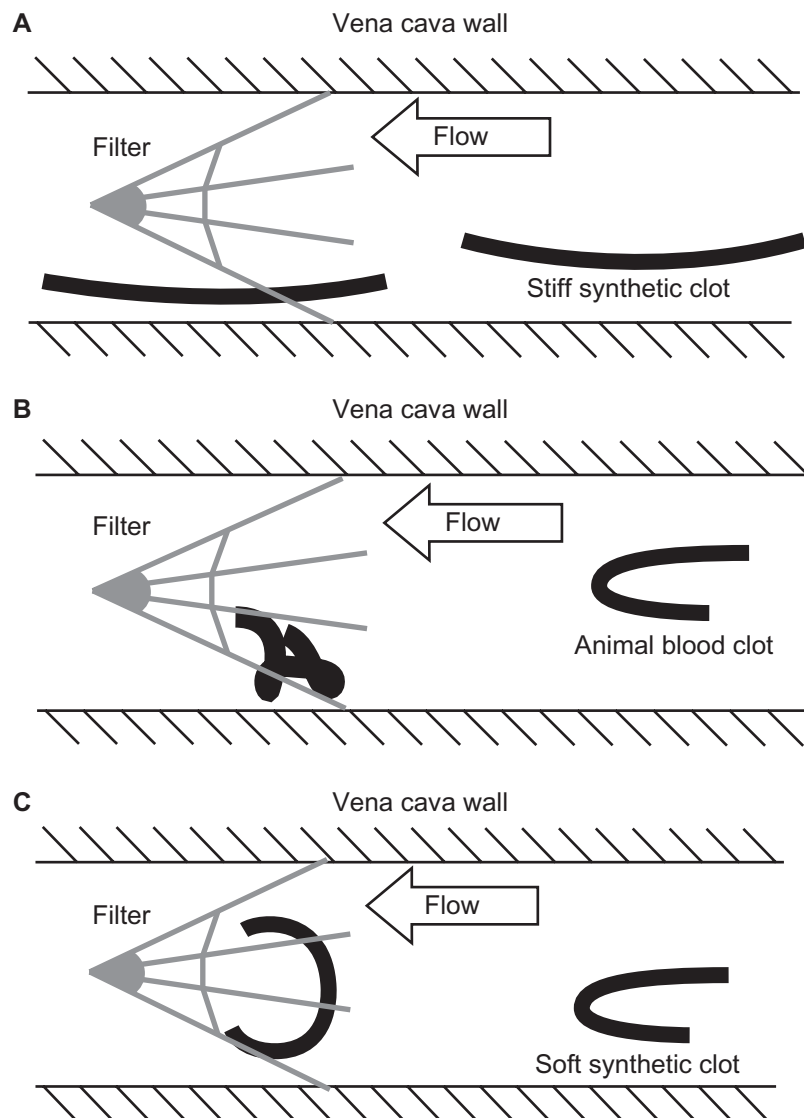 A
Vena cava wall
Filter
Flow
Stiff synthetic clot
B
Vena cava wall
Filter
Flow
Animal blood clot
C
Vena cava wall
Filter
Flow
Soft synthetic clot